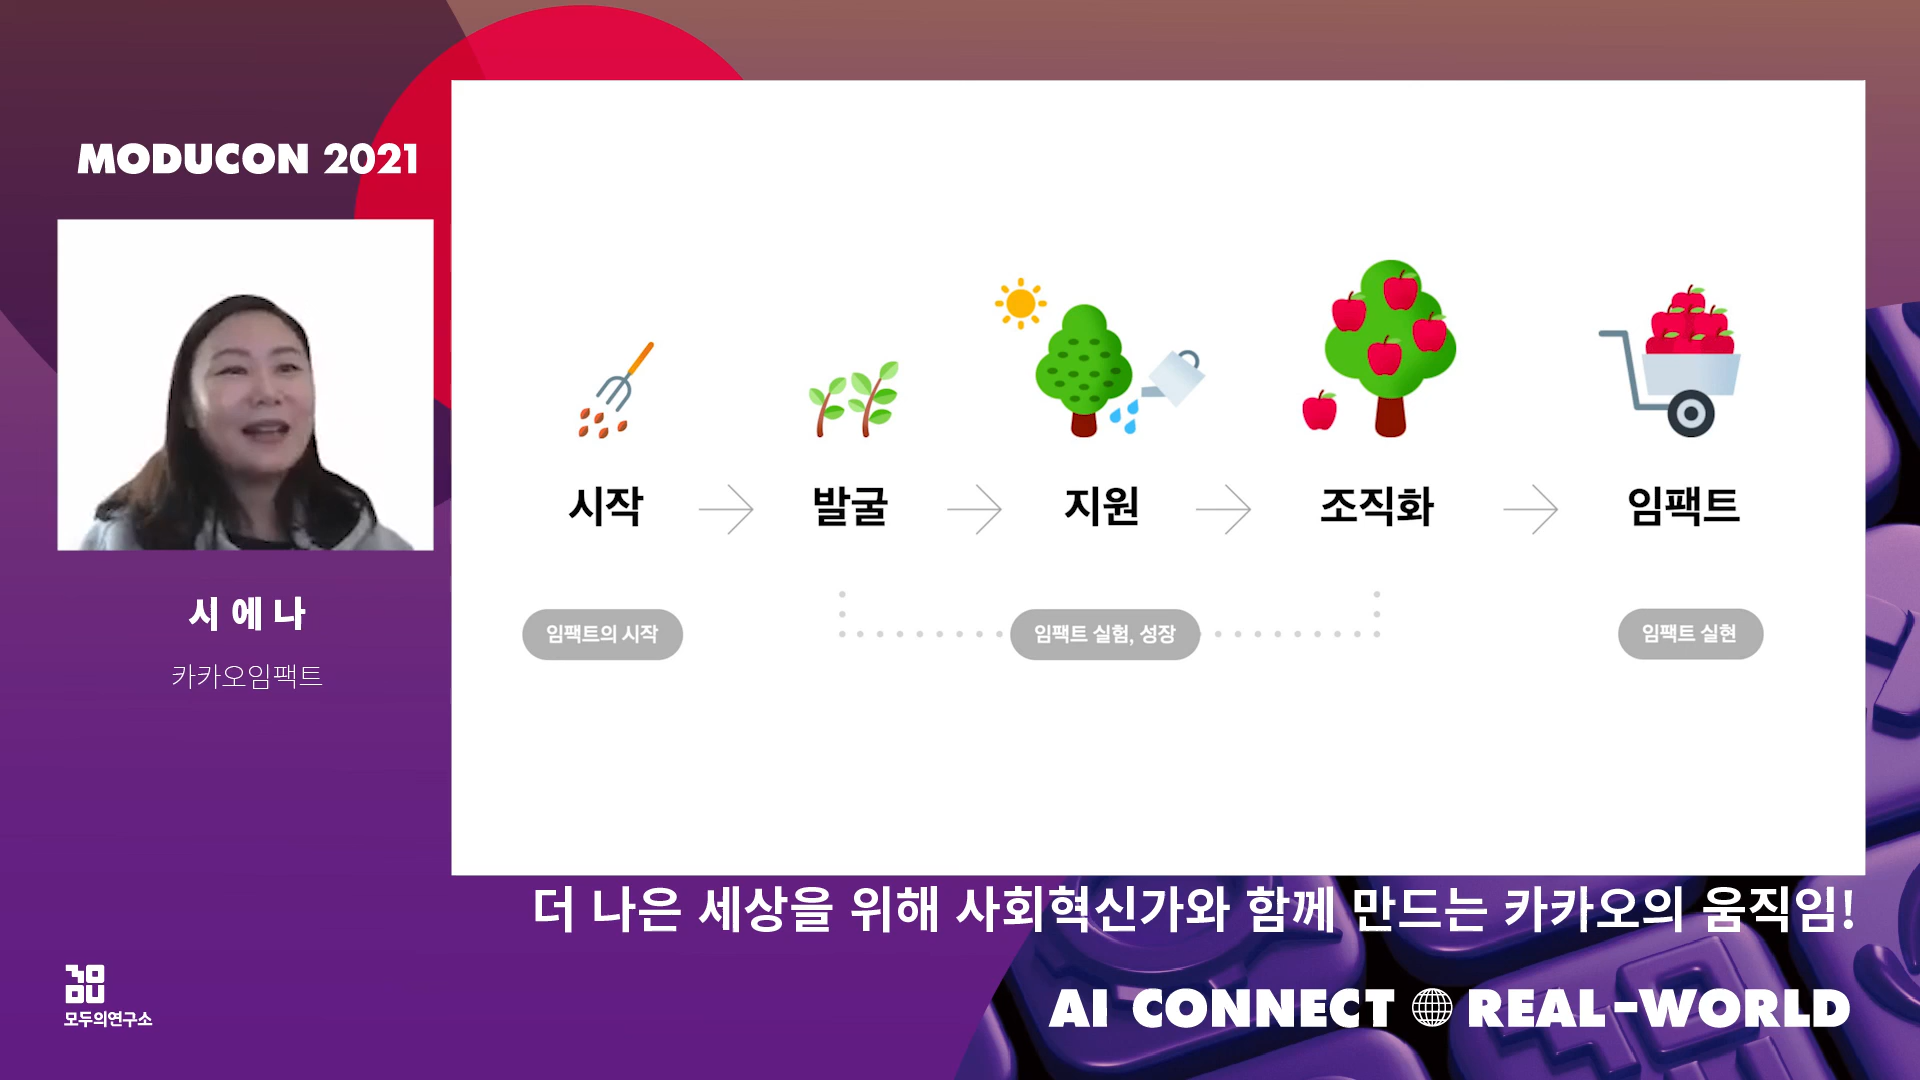 MODUCON 2021
시에나
카카오임팩트
시작
발굴
지원
조직화
임팩트
임팩트의 시작
임팩트 실험, 성장
임팩트 실현
더 나은 세상을 위해 사회혁신가와 함께 만드는 카카오의 움직임!
모두의연구소
AI CONNECT REAL-WORLD